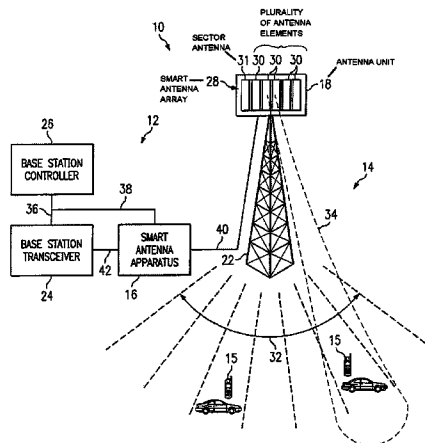 PLURALITY
OF ANTENNA
ELEMENTS
SECTOR
ANTENNA
10
31 30 30 30
ANTENNA UNIT
SMART
ANTENNA
ARRAY
28
18
26
12
BASE STATION
CONTROLLER
14
38
36
34
BASE STATION
TRANSCEIVER
SMART
ANTENNA
APPARATUS
40
42
22
24
16
15
32
15